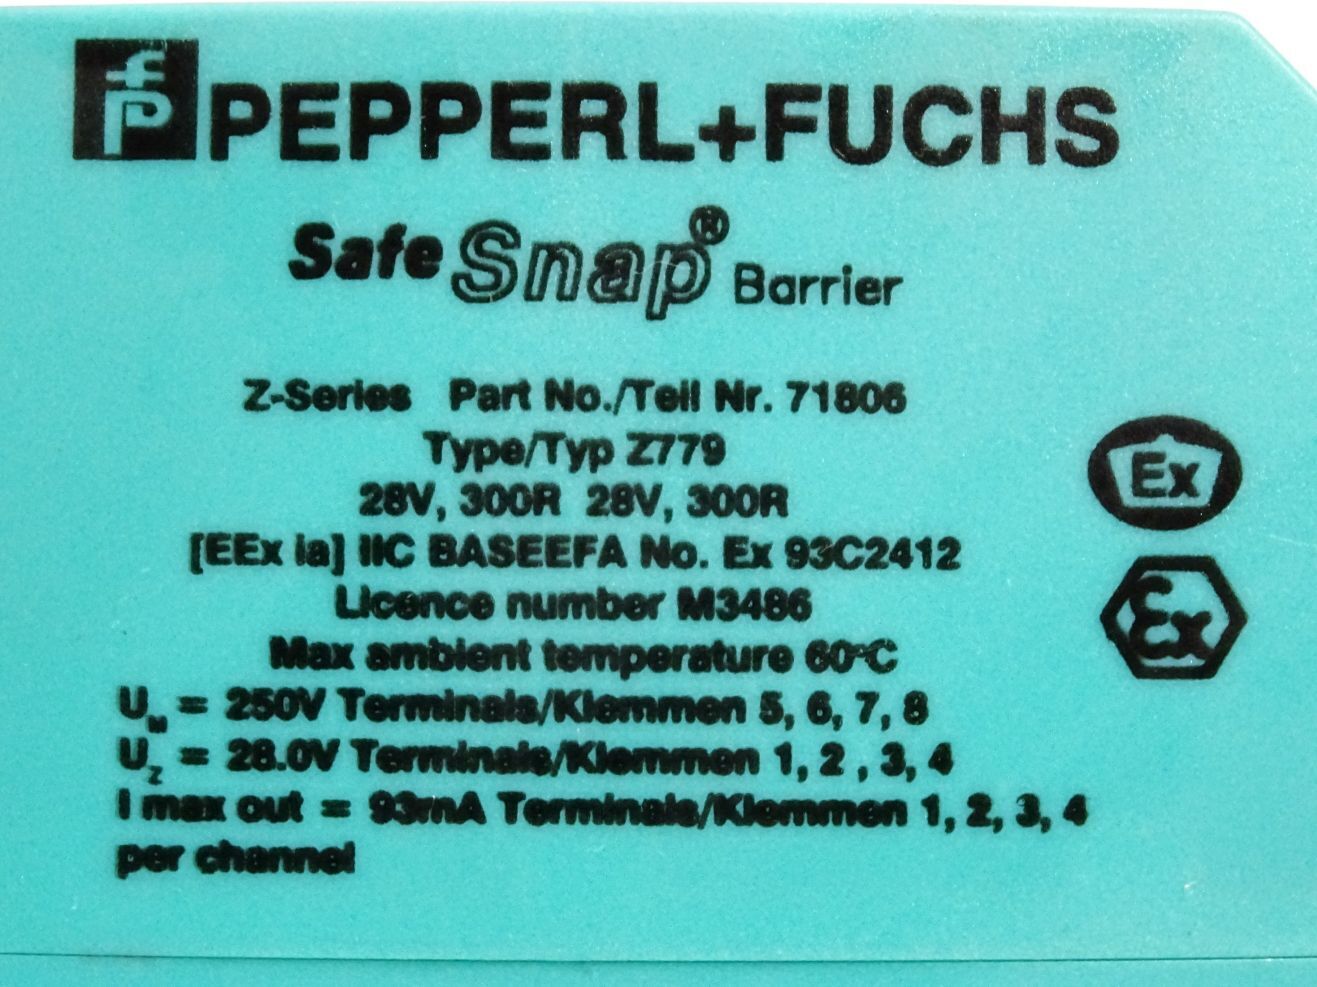 PEPPERL+FUCHS
Safe Snap® Barrier
Z-Series Part No./Teil Nr. 71806
Type/Typ Z779
28V, 300R 28V, 300R
[EEx ia] IIC BASEEFA No. Ex 93C2412
Licence number M3486
Max ambient temperature 60°C
UM = 250V Terminals/Klemmen 5, 6, 7, 8
UZ = 28.0V Terminals/Klemmen 1, 2 , 3, 4
I max out = 93mA Terminals/Klemmen 1, 2, 3, 4
per channel
Ex
Ex